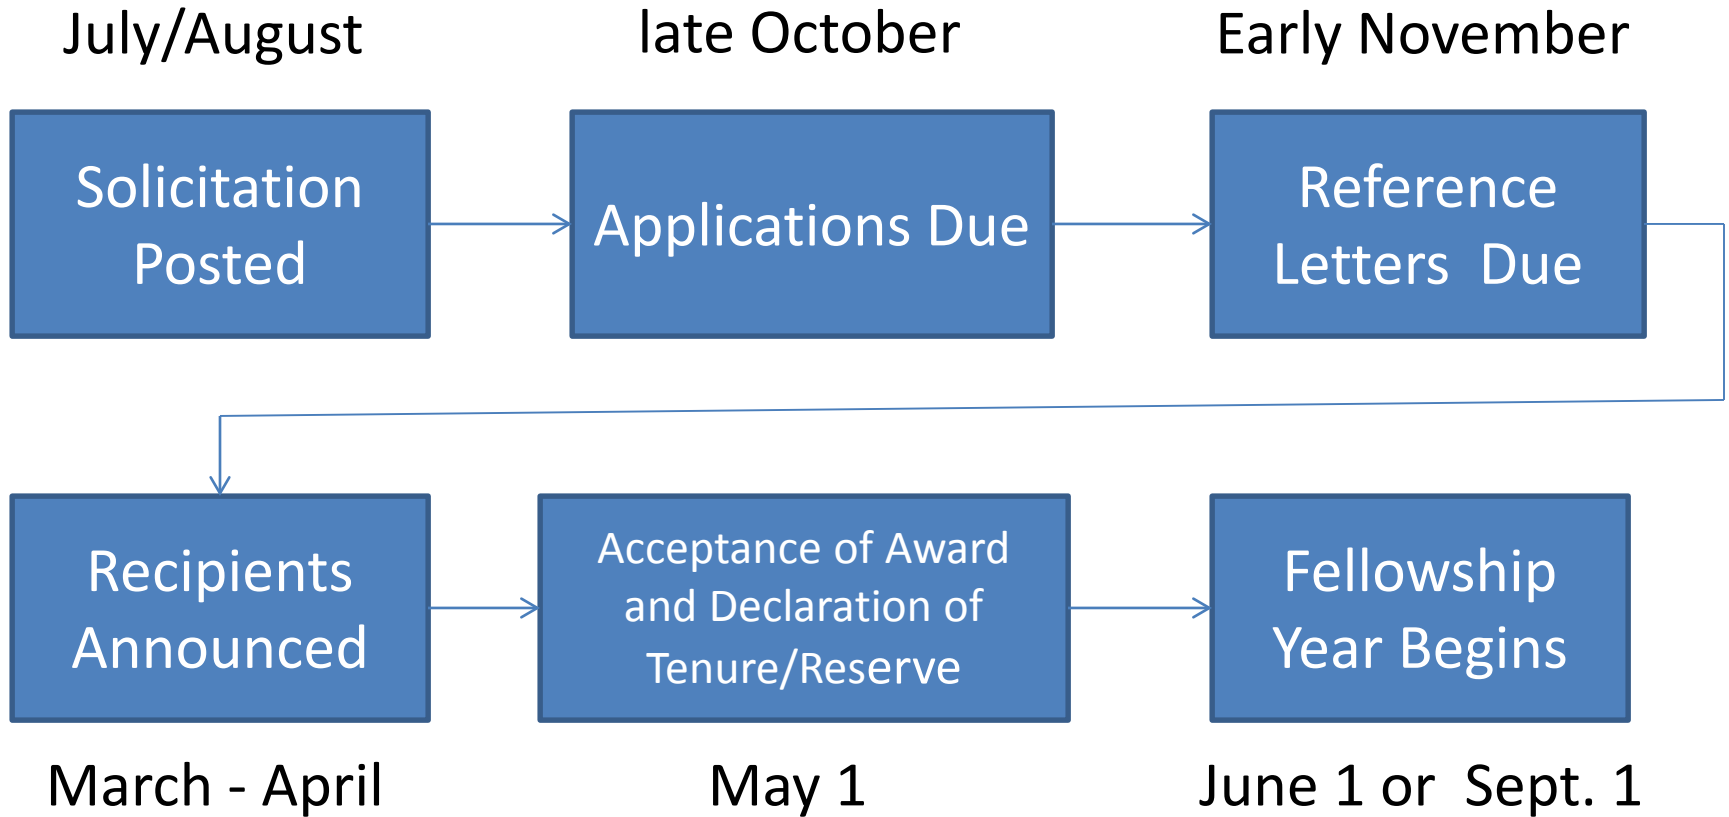 July/August
late October
Early November
Solicitation
Posted
Applications Due
Reference
Letters Due
Recipients
Announced
Acceptance of Award
and Declaration of
Tenure/Reserve
Fellowship
Year Begins
March - April
May 1
June 1 or Sept. 1